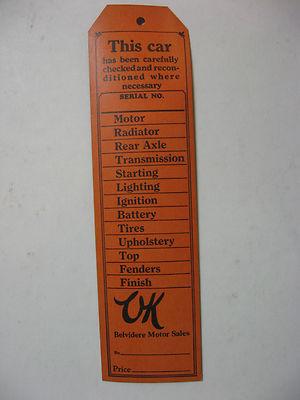 This car
has been carefully
checked and recon-
ditioned where
necessary
SERIAL NO.
Motor
Radiator
Rear Axle
Transmission
Starting
Lighting
Ignition
Battery
Tires
Upholstery
Top
Fenders
Finish
OK
Belvidere Motor Sales
Price